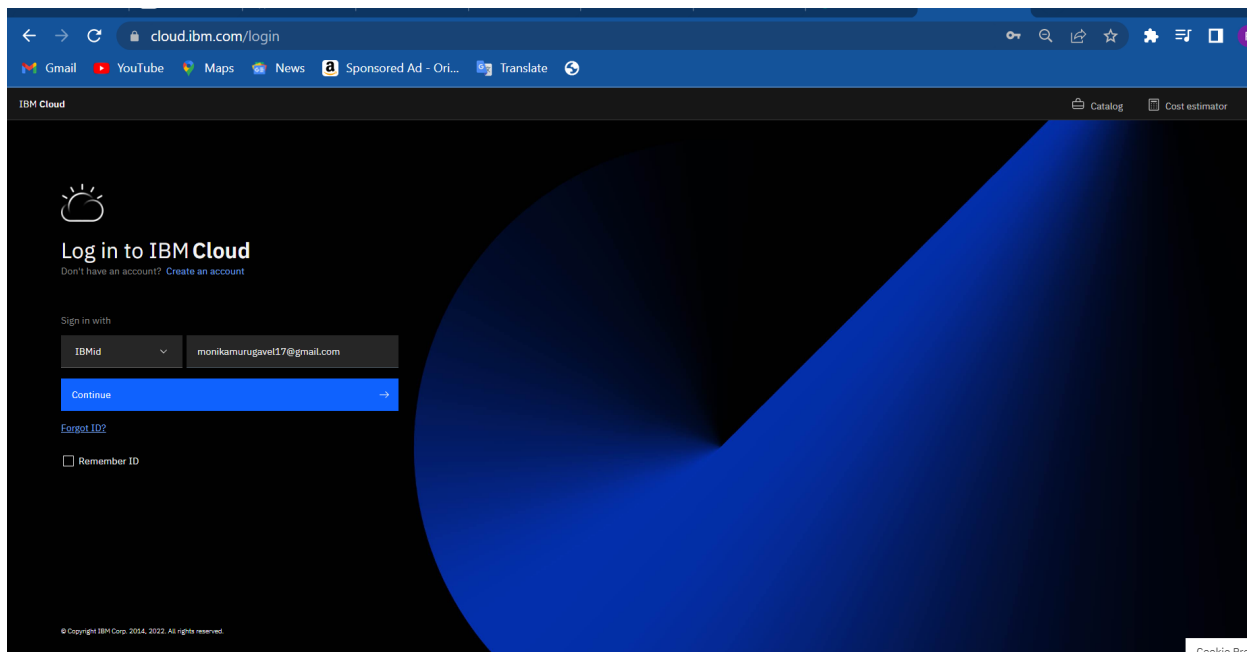 cloud.ibm.com/login
Gmail YouTube Maps News Sponsored Ad - Ori... Translate
IBM Cloud Catalog Cost estimator
Log in to IBM Cloud
Don't have an account? Create an account
Sign in with
IBMid monikamurugavel17@gmail.com
Continue
Forgot ID?
Remember ID
© Copyright IBM Corp. 2014, 2022. All rights reserved.